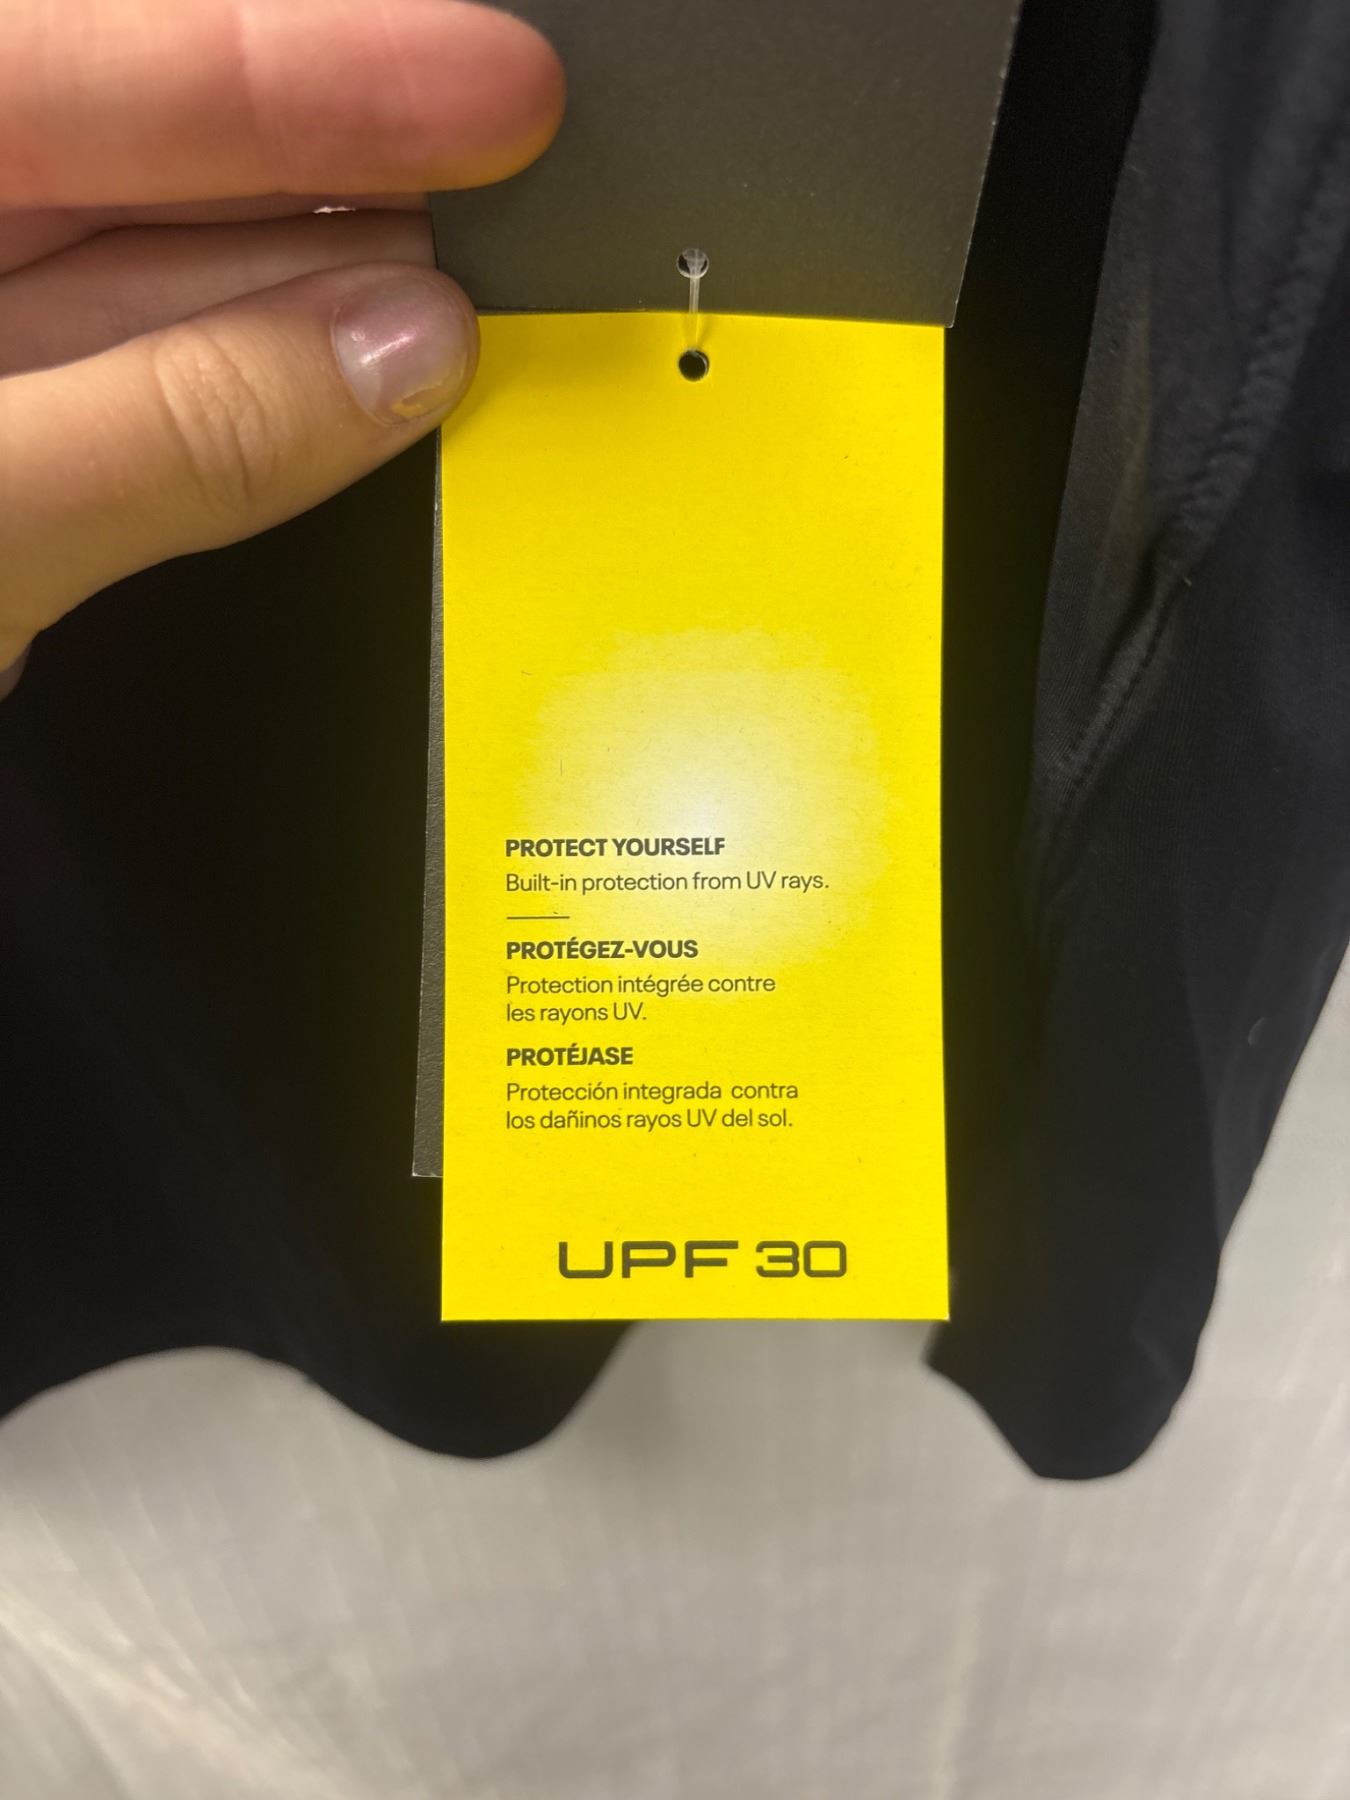 PROTECT YOURSELF
Built-in protection from UV rays.
PROTÉGEZ-VOUS
Protection intégrée contre
les rayons UV.
PROTÉJASE
Protección integrada contra
los dañinos rayos UV del sol.
UPF 30